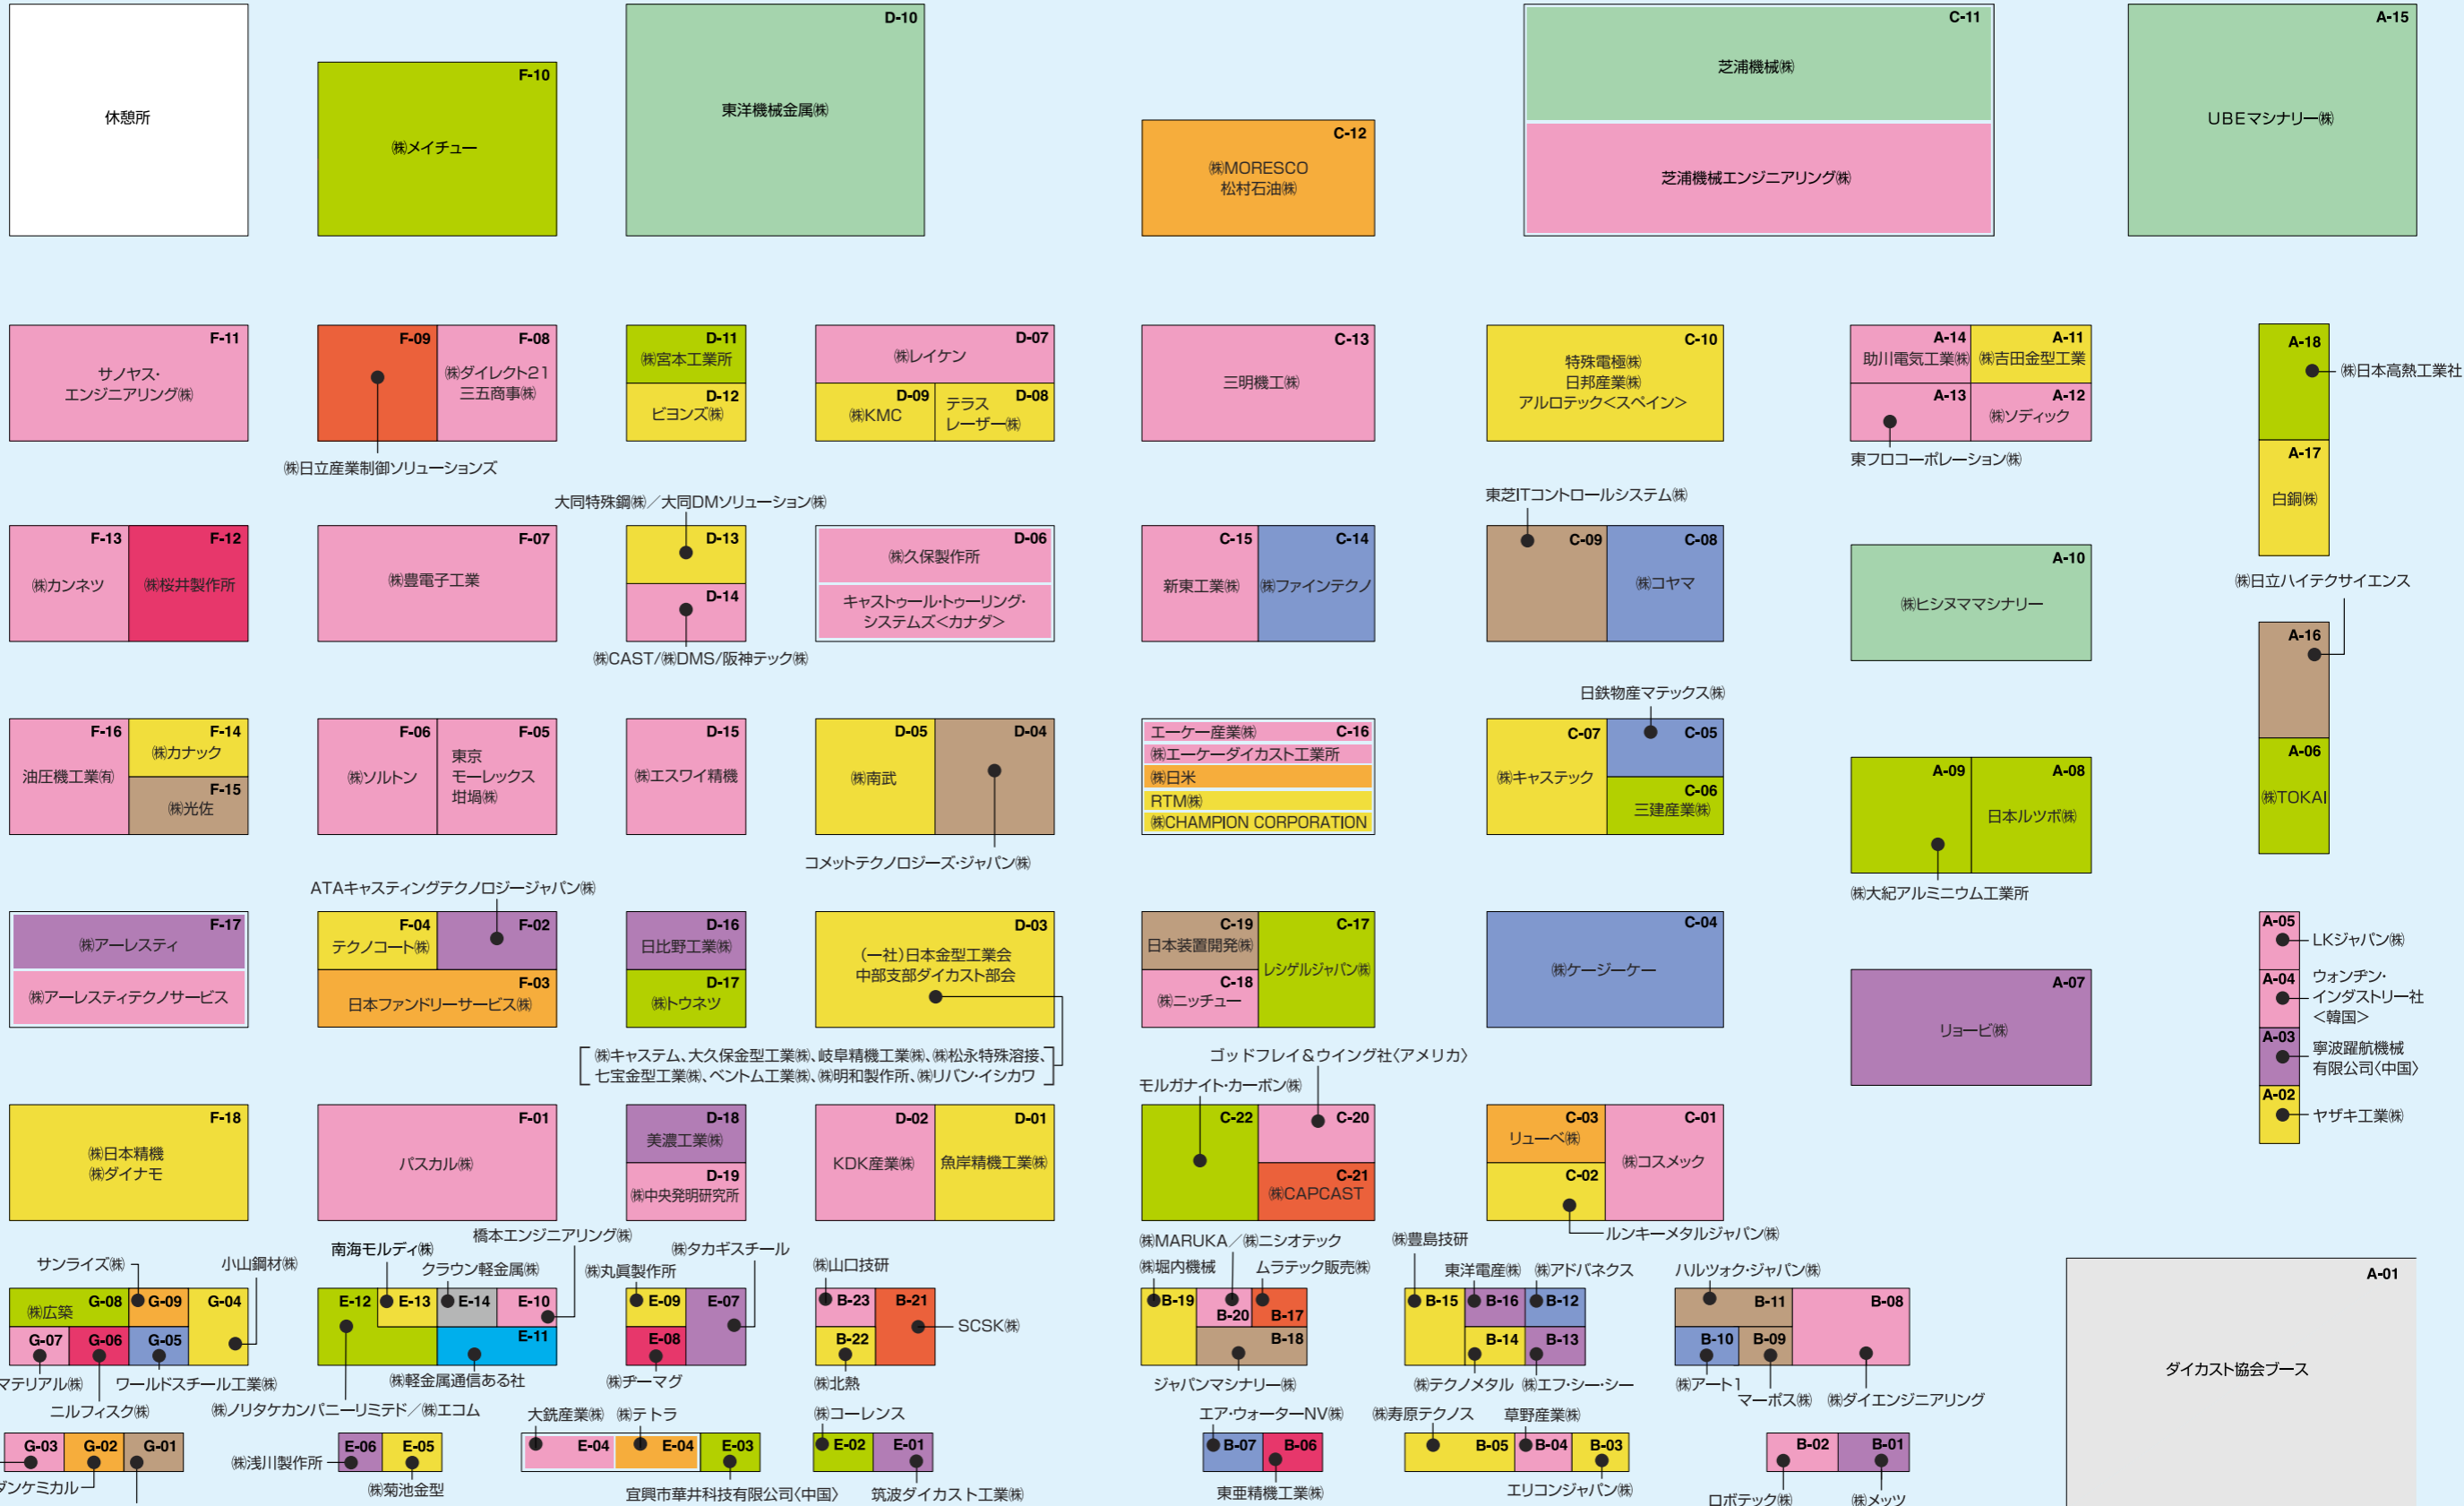 休憩所
F-10
㈱メイチュー
D-10
東洋機械金属㈱
C-12
㈱MORESCO
松村石油㈱
C-11
芝浦機械㈱
芝浦機械エンジニアリング㈱
A-15
UBEマシナリー㈱
F-11
サノヤス・
エンジニアリング㈱
F-09
㈱日立産業制御ソリューションズ
F-08
㈱ダイレクト21
三五商事㈱
D-11
㈱宮本工業所
D-12
ビヨンズ㈱
D-07
㈱レイケン
D-09
㈱KMC
D-08
テラス
レーザー㈱
C-13
三明機工㈱
C-10
特殊電極㈱
日邦産業㈱
アルロテック<スペイン>
A-14
助川電気工業㈱
A-11
㈱吉田金型工業
A-13
東フロコーポレーション㈱
A-12
㈱ソディック
A-18
㈱日本高熱工業社
A-17
白銅㈱
F-13
㈱カンネツ
F-12
㈱桜井製作所
F-07
㈱豊電子工業
大同特殊鋼㈱／大同DMソリューション㈱
D-13
D-14
㈱CAST/㈱DMS/阪神テック㈱
D-06
㈱久保製作所
キャストゥール・トゥーリング・
システムズ<カナダ>
C-15
新東工業㈱
C-14
㈱ファインテクノ
東芝ITコントロールシステム㈱
C-09
C-08
㈱コヤマ
A-10
㈱ヒシヌママシナリー
㈱日立ハイテクサイエンス
A-16
A-06
㈱TOKAI
F-16
油圧機工業㈲
F-14
㈱カナック
F-15
㈱光佐
F-06
㈱ソルトン
F-05
東京
モーレックス
坩堝㈱
D-15
㈱エスワイ精機
D-05
㈱南武
D-04
コメットテクノロジーズ・ジャパン㈱
エーケー産業㈱ C-16
㈱エーケーダイカスト工業所
㈱日米
RTM㈱
㈱CHAMPION CORPORATION
日鉄物産マテックス㈱
C-07
㈱キャステック
C-05
C-06
三建産業㈱
A-09
㈱大紀アルミニウム工業所
A-08
日本ルツボ㈱
F-17
㈱アーレスティ
㈱アーレスティテクノサービス
ATAキャスティングテクノロジージャパン㈱
F-04
テクノコート㈱
F-02
F-03
日本ファンドリーサービス㈱
D-16
日比野工業㈱
D-17
㈱トウネツ
D-03
(一社)日本金型工業会
中部支部ダイカスト部会
㈱キャステム、大久保金型工業㈱、岐阜精機工業㈱、㈱松永特殊溶接、
七宝金型工業㈱、ベントム工業㈱、㈱明和製作所、㈱リバン・イシカワ
C-19
日本装置開発㈱
C-17
レシゲルジャパン㈱
C-18
㈱ニッチュー
C-04
㈱ケージーケー
A-07
リョービ㈱
A-05
LKジャパン㈱
A-04
ウォンヂン・
インダストリー社
<韓国>
A-03
寧波躍航機械
有限公司〈中国〉
A-02
ヤザキ工業㈱
F-18
㈱日本精機
㈱ダイナモ
F-01
パスカル㈱
D-18
美濃工業㈱
D-19
㈱中央発明研究所
D-02
KDK産業㈱
D-01
魚岸精機工業㈱
ゴッドフレイ＆ウイング社〈アメリカ〉
モルガナイト・カーボン㈱
C-22
C-20
C-21
㈱CAPCAST
C-03
リューベ㈱
C-01
㈱コスメック
C-02
ルンキーメタルジャパン㈱
サンライズ㈱
小山鋼材㈱
G-08
㈱広築
G-09
G-04
G-07
G-06
G-05
マテリアル㈱
ワールドスチール工業㈱
ニルフィスク㈱
南海モルディ㈱
橋本エンジニアリング㈱
クラウン軽金属㈱
E-12
E-13
E-14
E-10
E-11
㈱軽金属通信ある社
㈱ノリタケカンパニーリミテド／㈱エコム
㈱タカギスチール
㈱丸眞製作所
E-09
E-07
E-08
㈱ヂーマグ
㈱山口技研
B-23
B-21
SCSK㈱
B-22
㈱北熱
㈱MARUKA／㈱ニシオテック
㈱堀内機械
ムラテック販売㈱
B-19
B-20
B-17
B-18
ジャパンマシナリー㈱
㈱豊島技研
東洋電産㈱
㈱アドバネクス
B-15
B-16
B-12
B-14
B-13
㈱テクノメタル
㈱エフ・シー・シー
ハルツォク・ジャパン㈱
B-11
B-08
B-10
B-09
㈱アート1
マーポス㈱
㈱ダイエンジニアリング
A-01
ダイカスト協会ブース
G-03
G-02
G-01
ダンケミカル
E-06
E-05
㈱浅川製作所
㈱菊池金型
大銑産業㈱
㈱テトラ
E-04
E-04
E-03
宜興市華井科技有限公司〈中国〉
㈱コーレンス
E-02
E-01
筑波ダイカスト工業㈱
エア・ウォーターNV㈱
B-07
B-06
東亜精機工業㈱
㈱寿原テクノス
草野産業㈱
B-05
B-04
B-03
エリコンジャパン㈱
B-02
B-01
ロボテック㈱
㈱メッツ